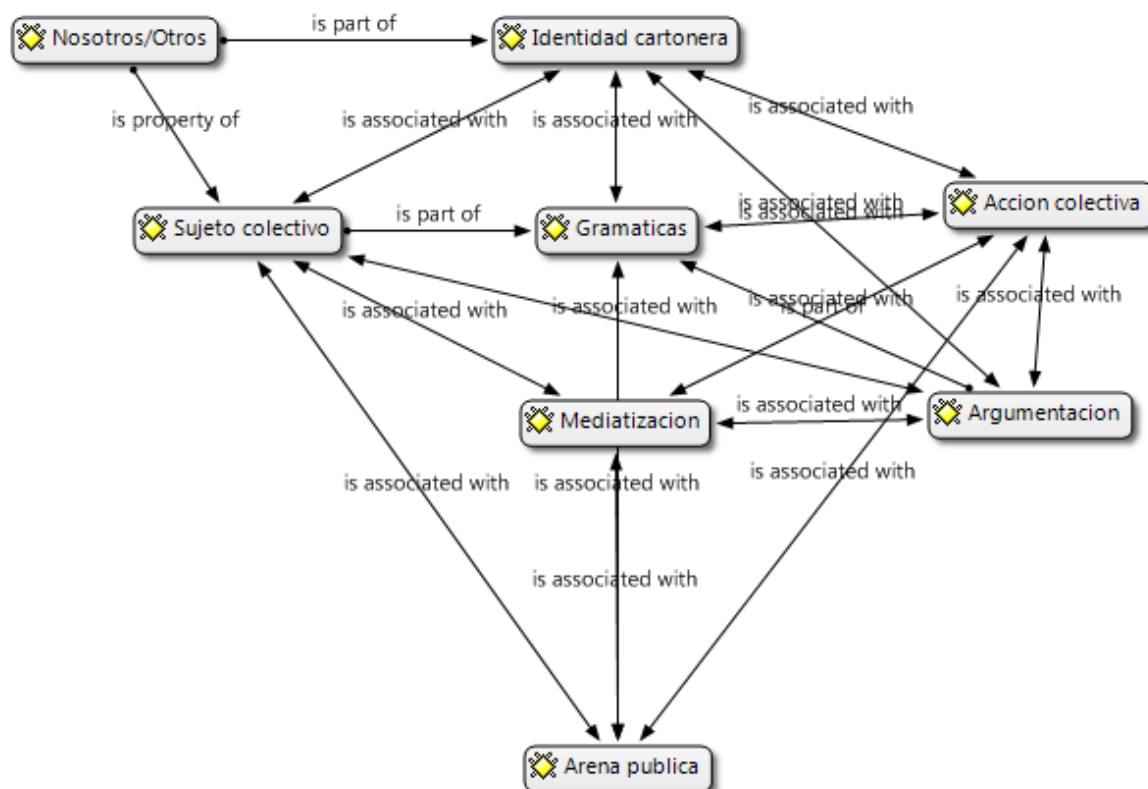 Nosotros/Otros
is part of
Identidad cartonera
is property of
is associated with
is associated with
is associated with
Sujeto colectivo
is part of
Gramaticas
is associated with
is associated with
Accion colectiva
is associated with
is associated with
is associated with
is part of
is associated with
Mediatizacion
is associated with
Argumentacion
is associated with
is associated with
is associated with
is associated with
Arena publica